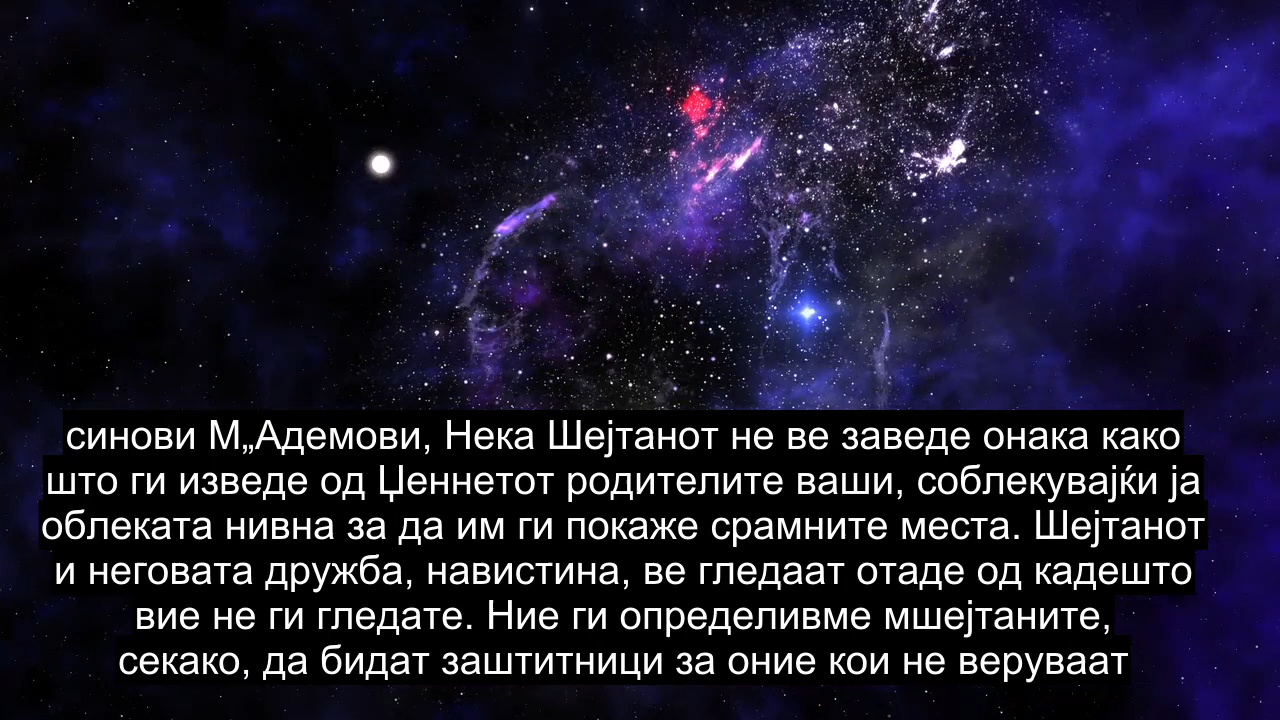 синови М„Адемови, Нека Шејтанот не ве заведе онака како
што ги изведе од Џеннетот родителите ваши, соблекувајќи ја
облеката нивна за да им ги покаже срамните места. Шејтанот
и неговата дружба, навистина, ве гледаат отаде од кадешто
вие не ги гледате. Ние ги определивме мшејтаните,
секако, да бидат заштитници за оние кои не веруваат